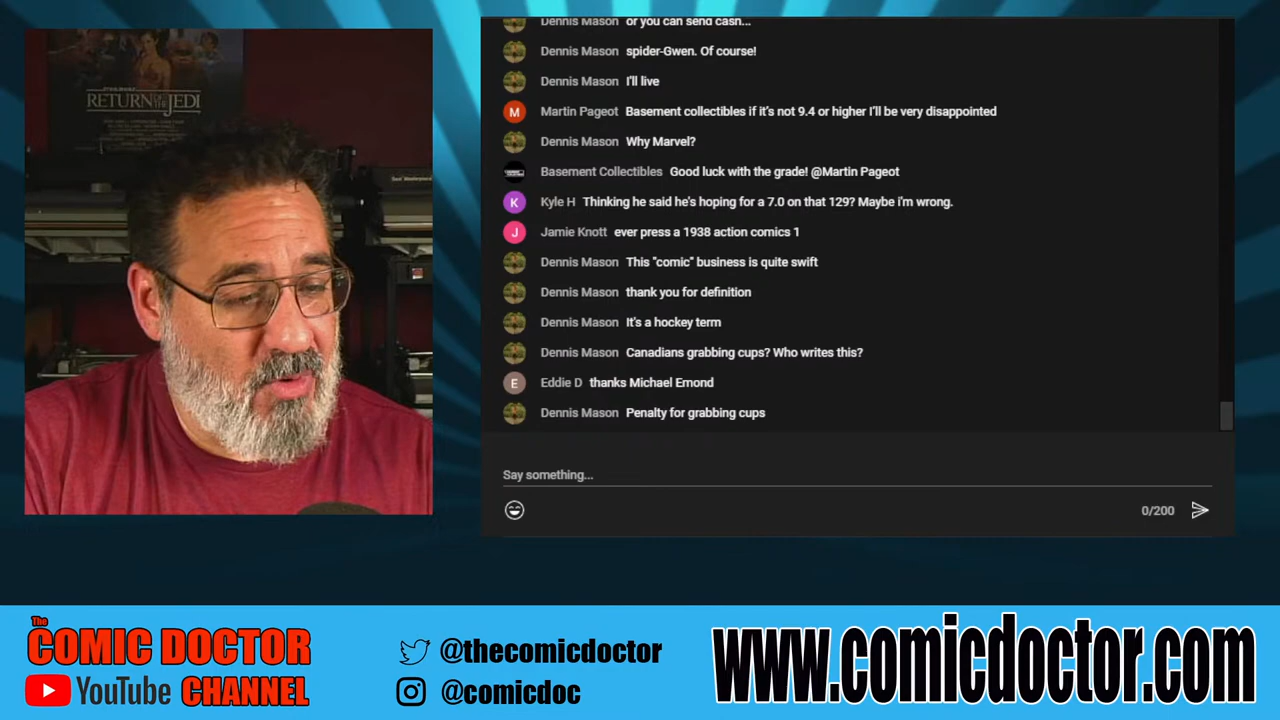 STAR WARS
RETURN OF THE JEDI
Dennis Mason or you can send cash...
Dennis Mason spider-Gwen. Of course!
Dennis Mason I'll live
M Martin Pageot Basement collectibles if it's not 9.4 or higher I'll be very disappointed
Dennis Mason Why Marvel?
Basement Collectibles Good luck with the grade! @Martin Pageot
K Kyle H Thinking he said he's hoping for a 7.0 on that 129? Maybe i'm wrong.
J Jamie Knott ever press a 1938 action comics 1
Dennis Mason This "comic" business is quite swift
Dennis Mason thank you for definition
Dennis Mason It's a hockey term
Dennis Mason Canadians grabbing cups? Who writes this?
E Eddie D thanks Michael Emond
Dennis Mason Penalty for grabbing cups
Say something...
0/200
The
COMIC DOCTOR
YouTube CHANNEL
@thecomicdoctor
@comicdoc
www.comicdoctor.com